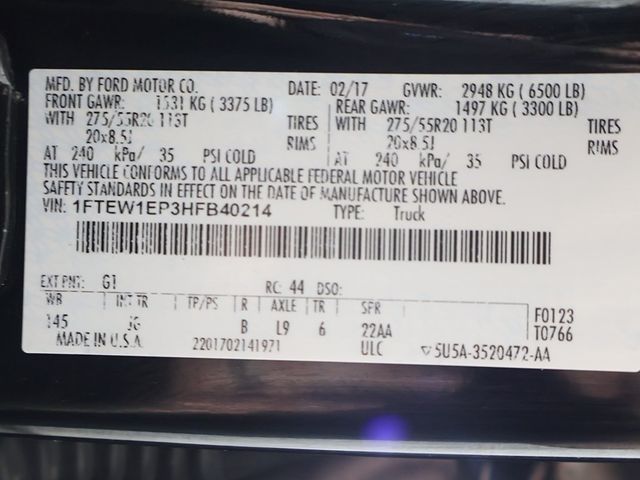 MFD. BY FORD MOTOR CO. DATE: 02/17 GVWR: 2948 KG ( 6500 LB)
FRONT GAWR: 1531 KG ( 3375 LB) REAR GAWR: 1497 KG ( 3300 LB)
WITH 275/55R20 113T TIRES WITH 275/55R20 113T TIRES
20x8.5J RIMS 20x8.5J RIMS
AT 240 kPa/ 35 PSI COLD AT 240 kPa/ 35 PSI COLD
THIS VEHICLE CONFORMS TO ALL APPLICABLE FEDERAL MOTOR VEHICLE
SAFETY STANDARDS IN EFFECT ON THE DATE OF MANUFACTURE SHOWN ABOVE.
VIN: 1FTEW1EP3HFB40214 TYPE: Truck
EXT PNT: G1 RC: 44 DSO:
WB INT TR TP/PS R AXLE TR SPR F0123
145 JG B L9 6 22AA T0766
MADE IN U.S.A. 2201702141971 ULC ▽5U5A-3520472-AA